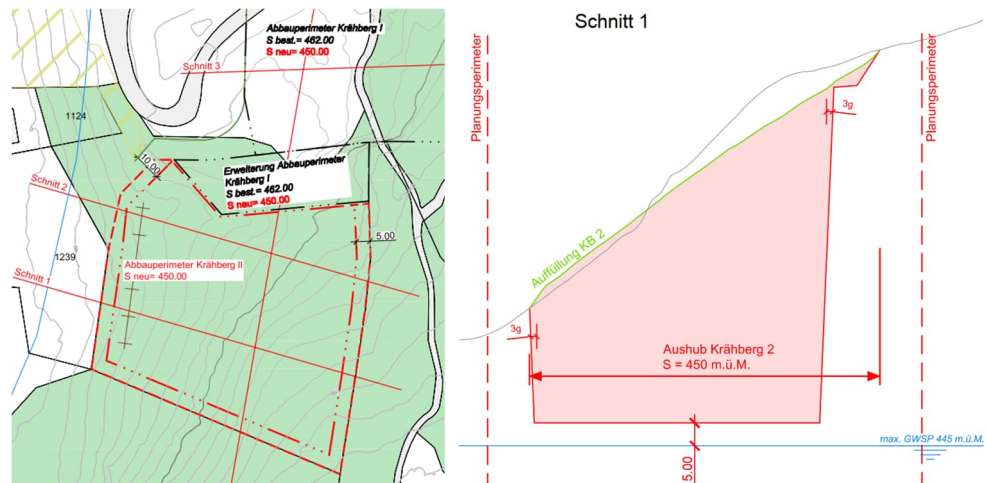 Abbauperimeter Krähberg I
S best.= 462.00
S neu= 450.00
Schnitt 3
1124
10.00
Erweiterung Abbauperimeter
Krähberg I
S best.= 462.00
S neu= 450.00
Schnitt 2
5.00
1239
Abbauperimeter Krähberg II
S neu= 450.00
Schnitt 1
Schnitt 1
Planungsperimeter
Planungsperimeter
3g
Auffüllung KB 2
3g
Aushub Krähberg 2
S = 450 m.ü.M.
max. GWSP 445 m.ü.M.
5.00